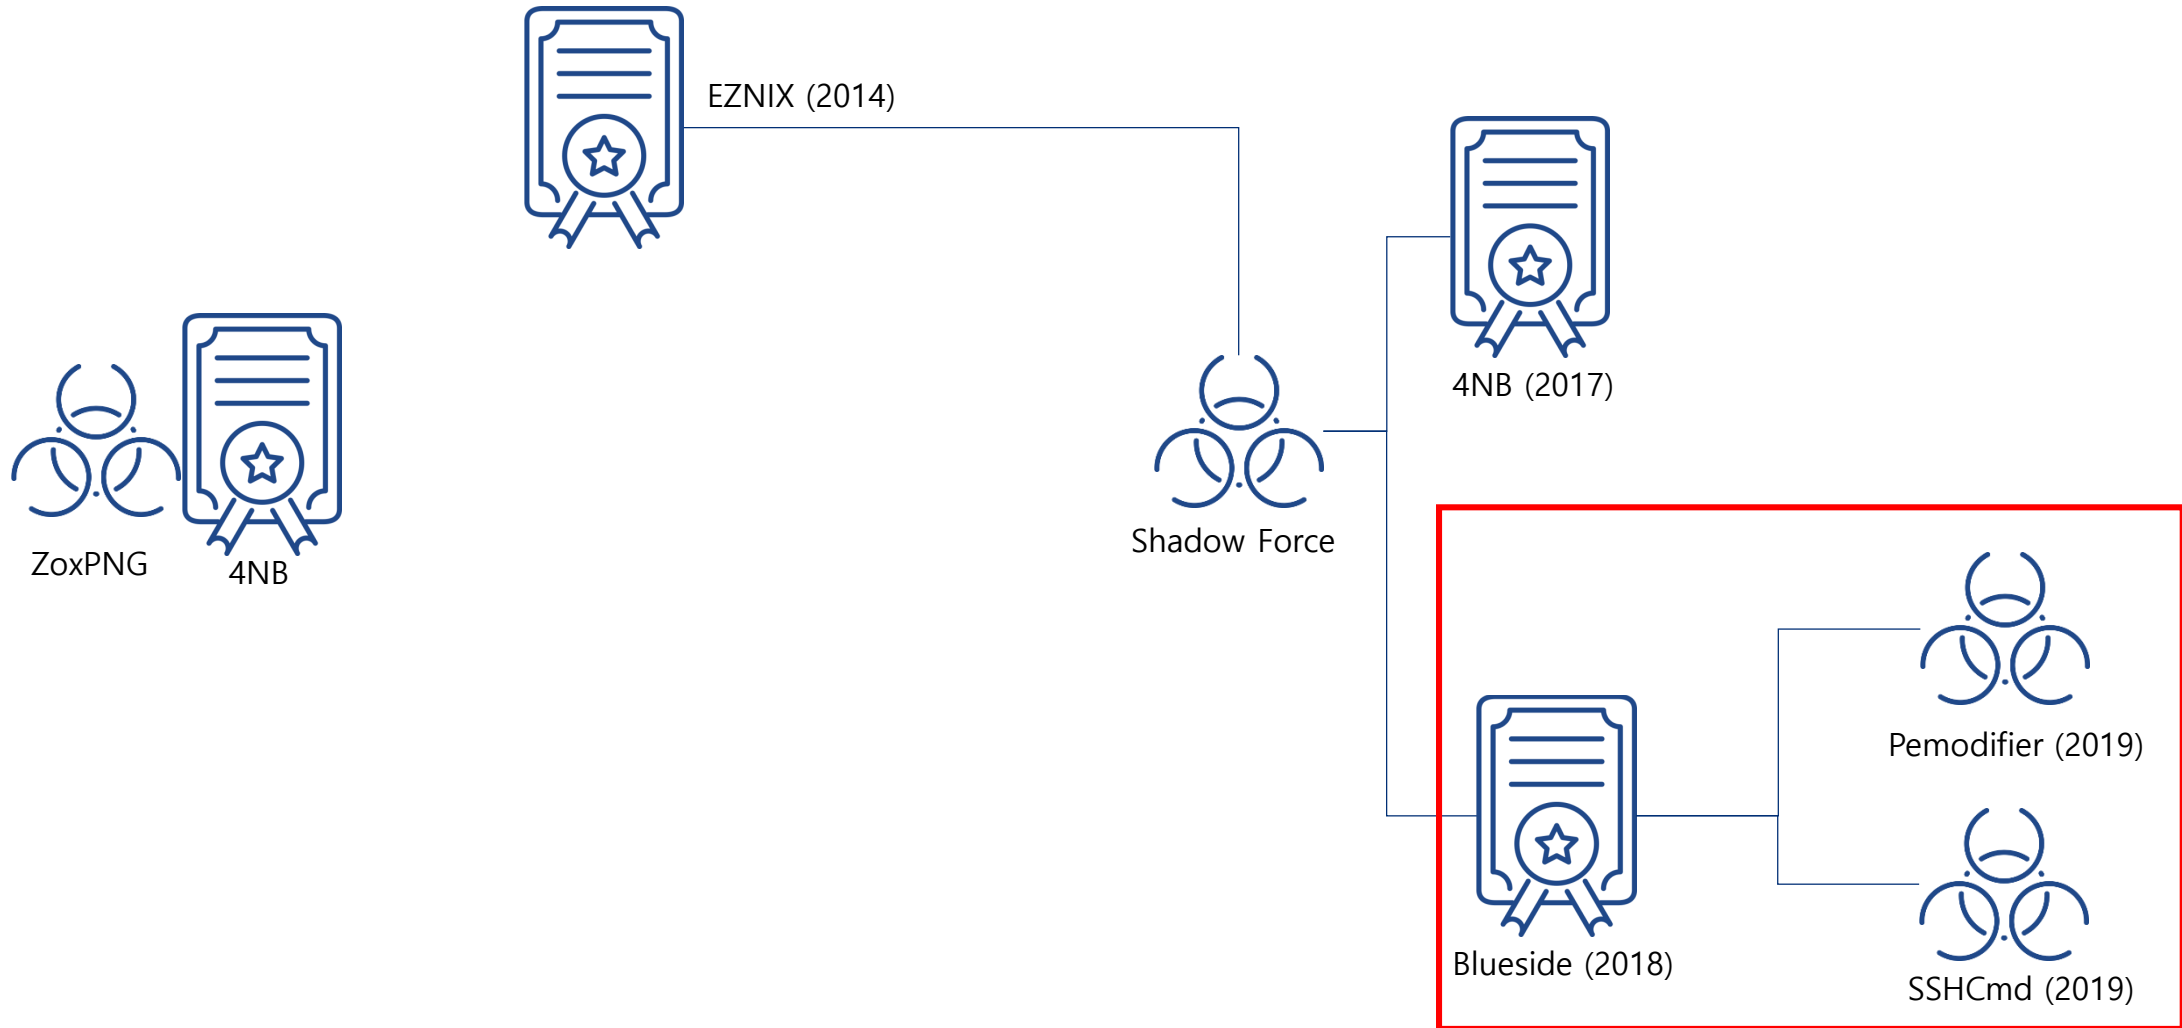 EZNIX (2014)
4NB (2017)
Shadow Force
ZoxPNG
4NB
Pemodifier (2019)
Blueside (2018)
SSHCmd (2019)